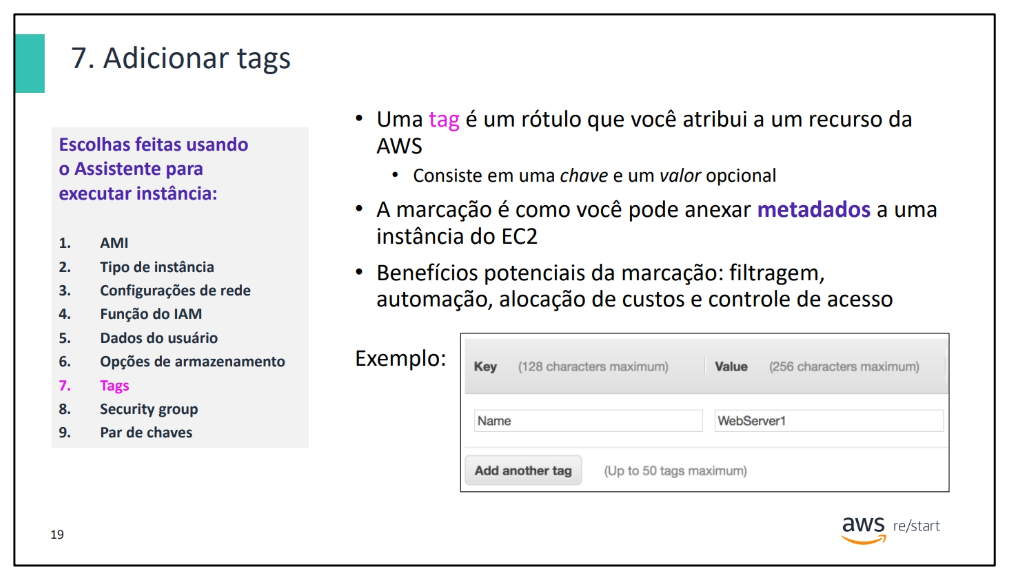 7. Adicionar tags
Escolhas feitas usando
o Assistente para
executar instância:
1. AMI
2. Tipo de instância
3. Configurações de rede
4. Função do IAM
5. Dados do usuário
6. Opções de armazenamento
7. Tags
8. Security group
9. Par de chaves
• Uma tag é um rótulo que você atribui a um recurso da
AWS
• Consiste em uma chave e um valor opcional
• A marcação é como você pode anexar metadados a uma
instância do EC2
• Benefícios potenciais da marcação: filtragem,
automação, alocação de custos e controle de acesso
Exemplo:
Key (128 characters maximum) Value (256 characters maximum)
Name WebServer1
Add another tag (Up to 50 tags maximum)
19
aws re/start